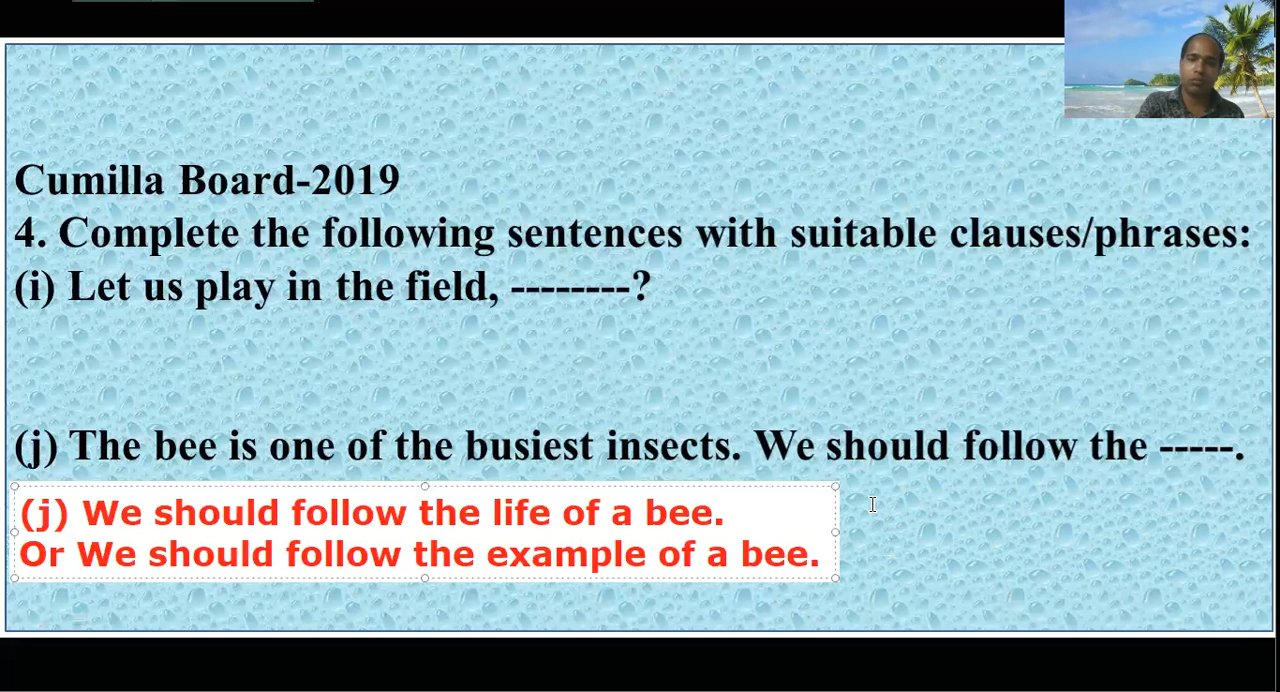 Cumilla Board-2019
4. Complete the following sentences with suitable clauses/phrases:
(i) Let us play in the field, --------?
(j) The bee is one of the busiest insects. We should follow the -----.
(j) We should follow the life of a bee.
Or We should follow the example of a bee.